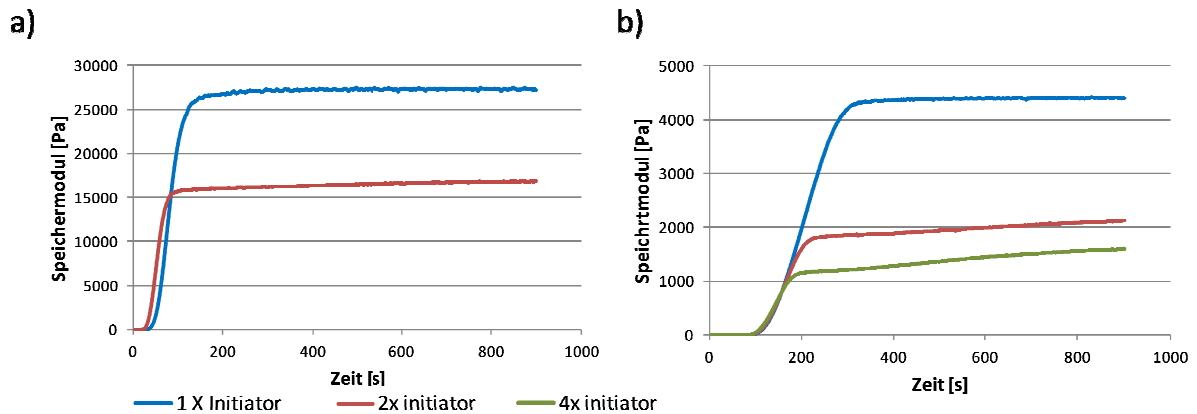 a)
30000
25000
20000
15000
10000
5000
0
Speichermodul [Pa]
0 200 400 600 800 1000
Zeit [s]
b)
5000
4000
3000
2000
1000
0
Speichrtmodul [Pa]
0 200 400 600 800 1000
Zeit [s]
1 X Initiator 2x initiator 4x initiator